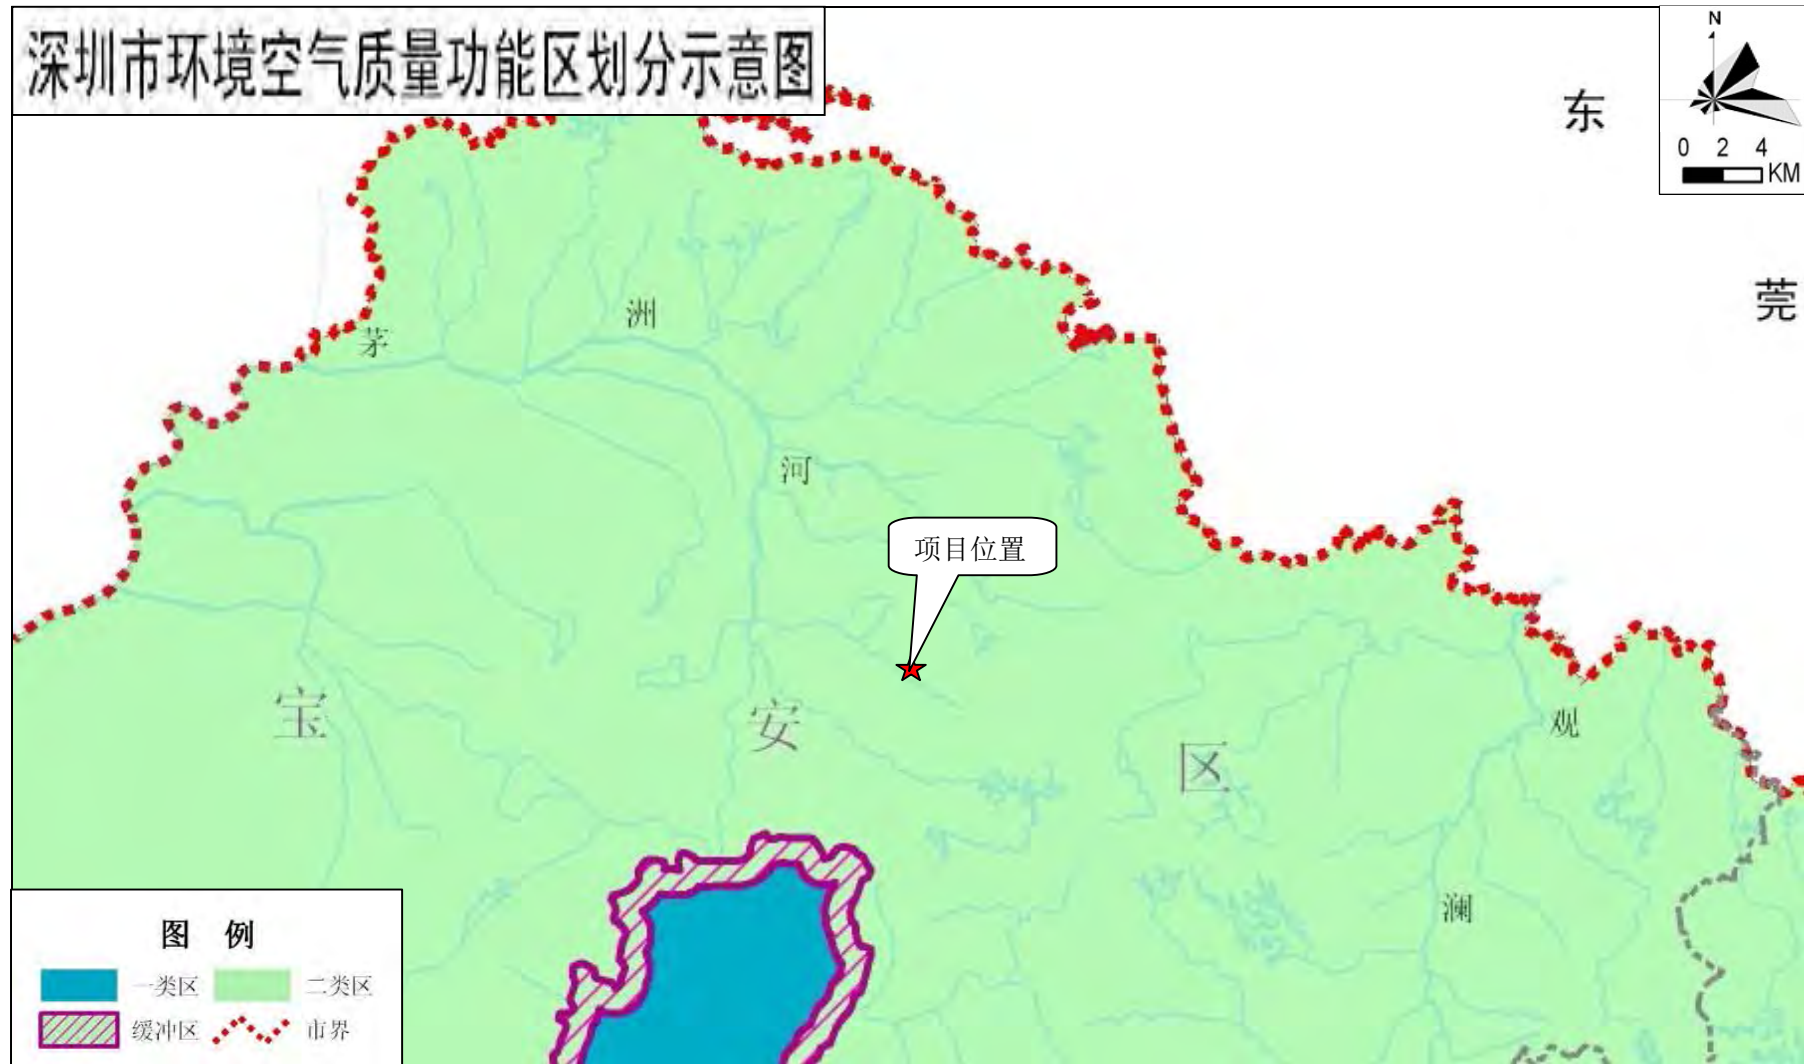 深圳市环境空气质量功能区划分示意图
N
0 2 4
KM
东
莞
洲
茅
河
项目位置
宝
安
区
观
澜
图 例
一类区
二类区
缓冲区
市界